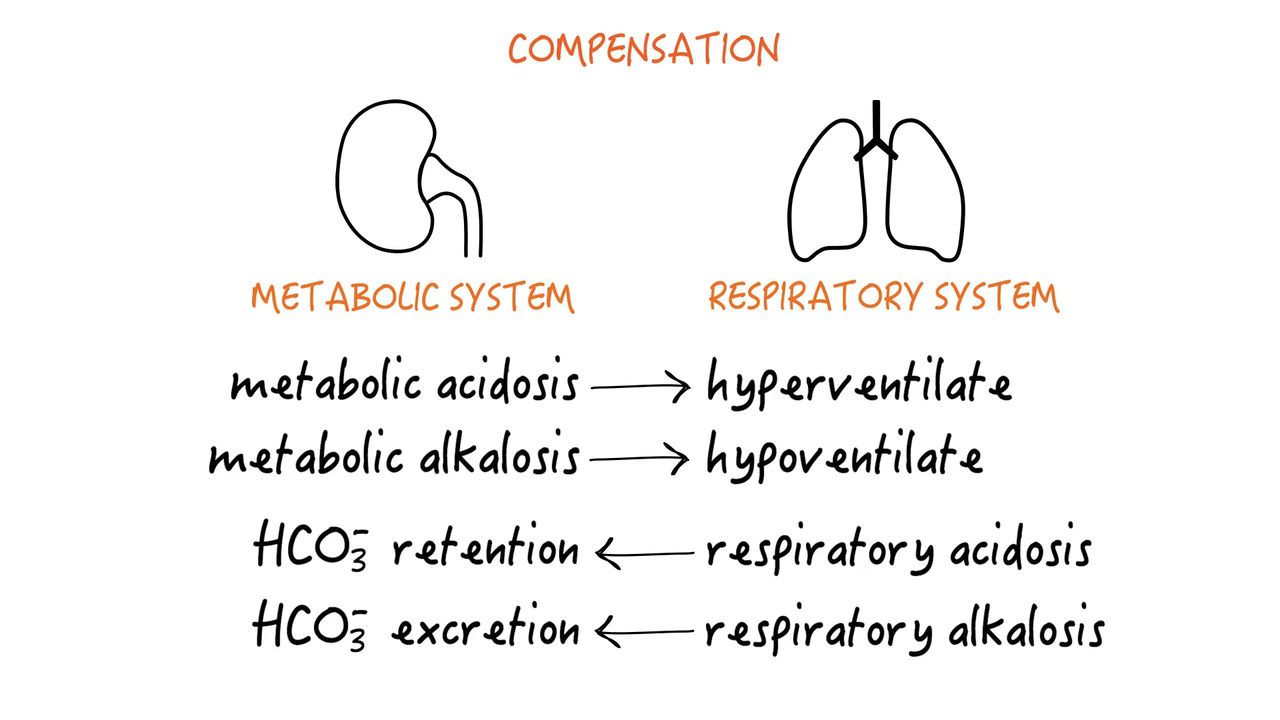 COMPENSATION
METABOLIC SYSTEM
RESPIRATORY SYSTEM
metabolic acidosis → hyperventilate
metabolic alkalosis → hypoventilate
HCO₃⁻ retention ← respiratory acidosis
HCO₃⁻ excretion ← respiratory alkalosis